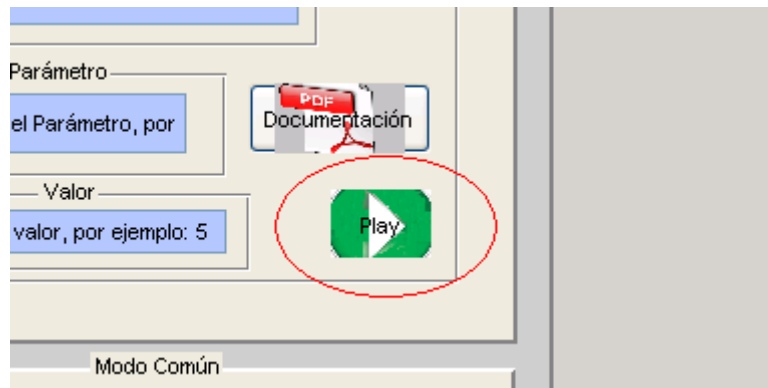 Parámetro
el Parámetro, por
PDF
Documentación
Valor
valor, por ejemplo: 5
Play
Modo Común